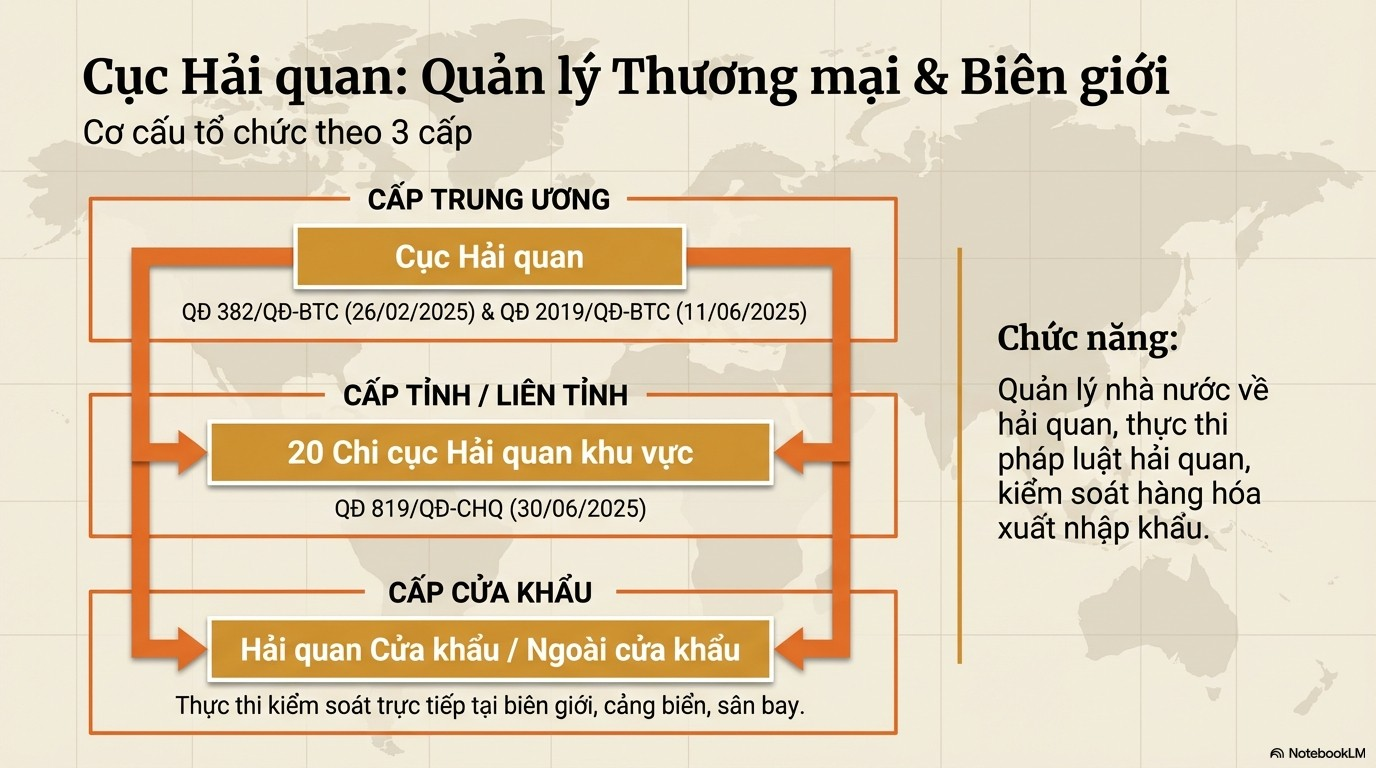 Cục Hải quan: Quản lý Thương mại & Biên giới
Cơ cấu tổ chức theo 3 cấp
CẤP TRUNG ƯƠNG
Cục Hải quan
QĐ 382/QĐ-BTC (26/02/2025) & QĐ 2019/QĐ-BTC (11/06/2025)
CẤP TỈNH / LIÊN TỈNH
20 Chi cục Hải quan khu vực
QĐ 819/QĐ-CHQ (30/06/2025)
CẤP CỬA KHẨU
Hải quan Cửa khẩu / Ngoài cửa khẩu
Thực thi kiểm soát trực tiếp tại biên giới, cảng biển, sân bay.
Chức năng:
Quản lý nhà nước về
hải quan, thực thi
pháp luật hải quan,
kiểm soát hàng hóa
xuất nhập khẩu.
NotebookLM